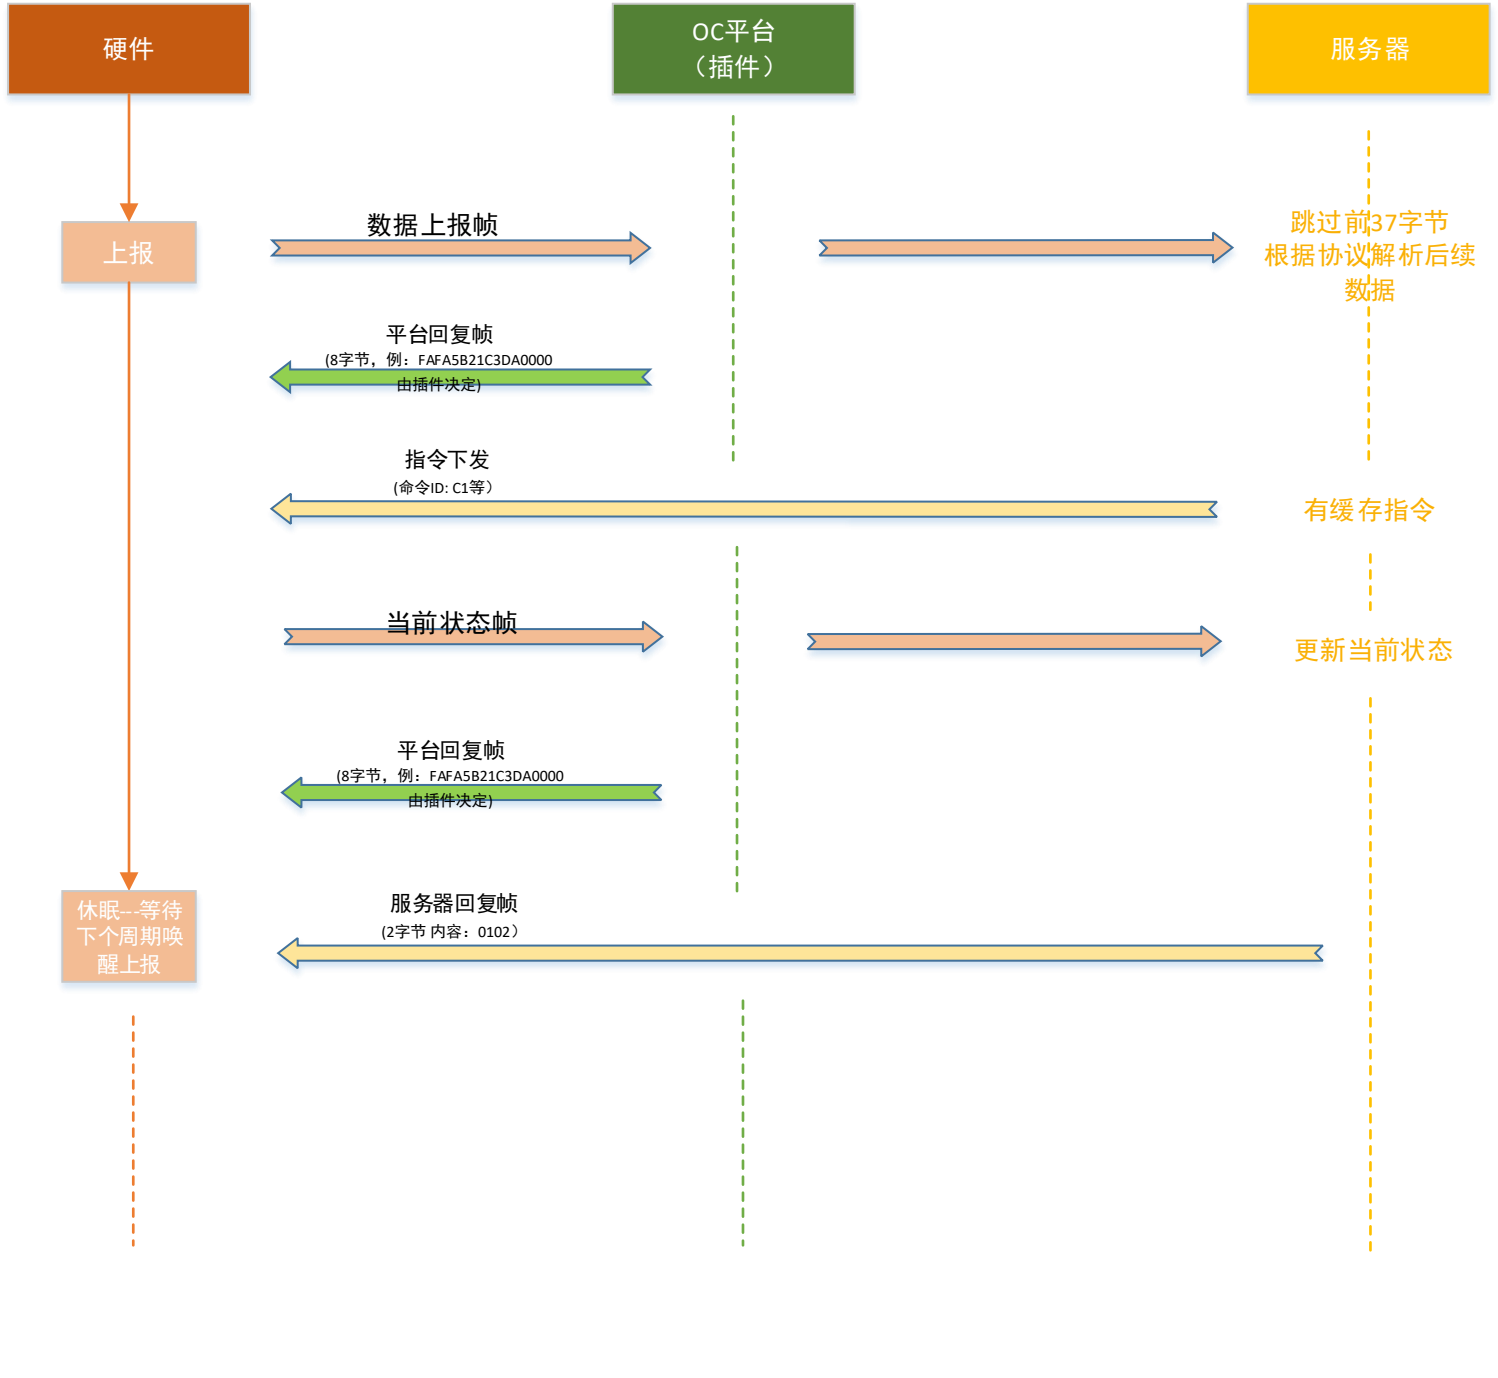 硬件
OC平台
（插件）
服务器
上报
数据上报帧
跳过前37字节
根据协议解析后续
数据
平台回复帧
(8字节，例：FAFA5B21C3DA0000
由插件决定)
指令下发
(命令ID: C1等）
有缓存指令
当前状态帧
更新当前状态
平台回复帧
(8字节，例：FAFA5B21C3DA0000
由插件决定)
休眠---等待
下个周期唤
醒上报
服务器回复帧
(2字节 内容：0102）